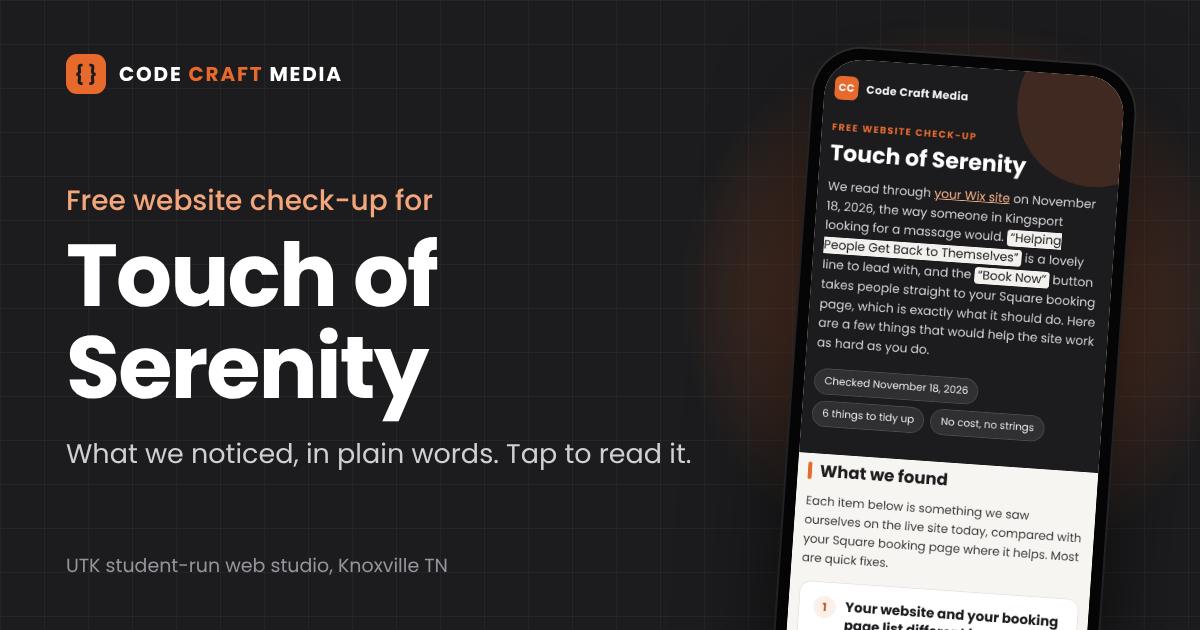 { } CODE CRAFT MEDIA
Free website check-up for
Touch of
Serenity
What we noticed, in plain words. Tap to read it.
UTK student-run web studio, Knoxville TN
CC Code Craft Media
FREE WEBSITE CHECK-UP
Touch of Serenity
We read through your Wix site on November
18, 2026, the way someone in Kingsport
looking for a massage would. “Helping
People Get Back to Themselves” is a lovely
line to lead with, and the “Book Now” button
takes people straight to your Square booking
page, which is exactly what it should do. Here
are a few things that would help the site work
as hard as you do.
Checked November 18, 2026
6 things to tidy up
No cost, no strings
What we found
Each item below is something we saw
ourselves on the live site today, compared with
your Square booking page where it helps. Most
are quick fixes.
1 Your website and your booking
page list